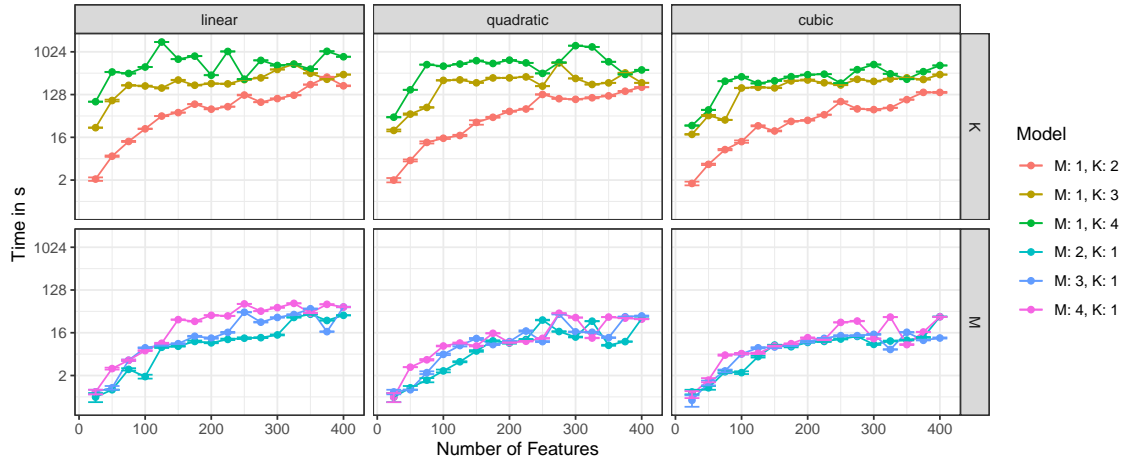 linear quadratic cubic
1024
128
16
2
K
1024
128
16
2
M
Time in s
0 100 200 300 400 0 100 200 300 400 0 100 200 300 400
Number of Features
Model
M: 1, K: 2
M: 1, K: 3
M: 1, K: 4
M: 2, K: 1
M: 3, K: 1
M: 4, K: 1